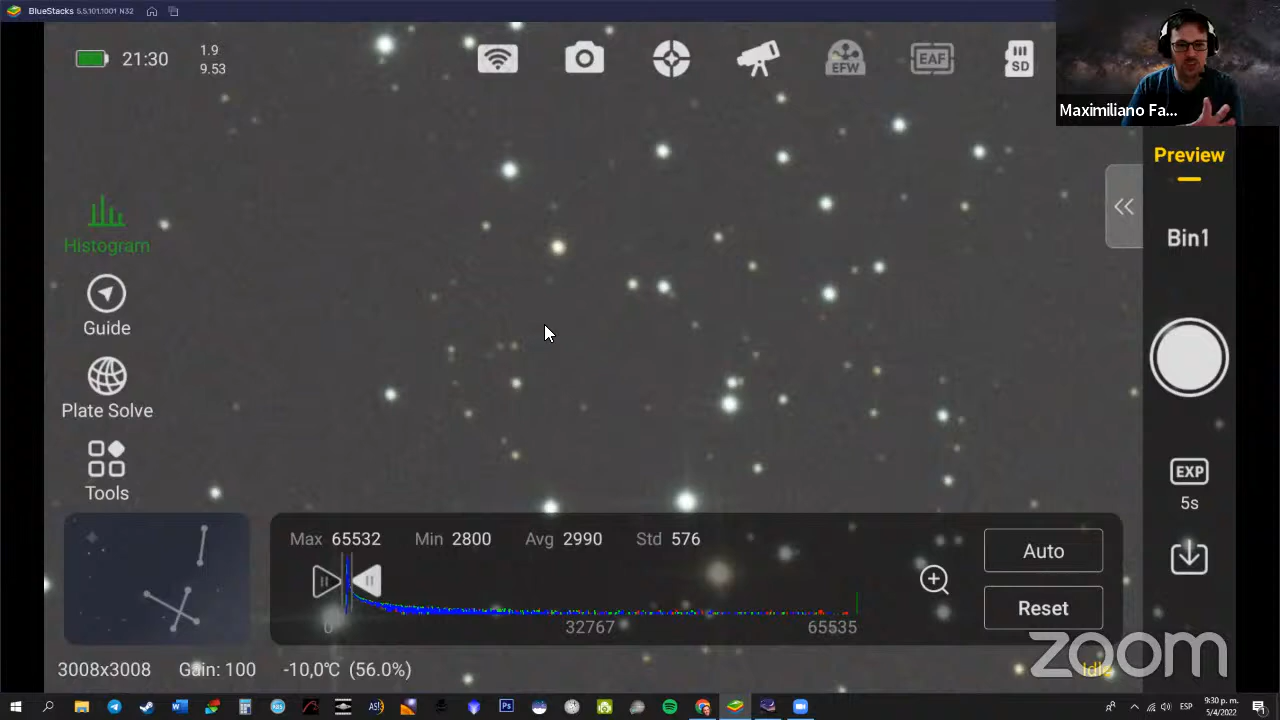 BlueStacks 5.5.101.1001 N32
21:30
1.9
9.53
EFW
EAF
SD
Maximiliano Fa...
Preview
Bin1
Histogram
Guide
Plate Solve
Tools
EXP
5s
Max 65532 Min 2800 Avg 2990 Std 576
Auto
Reset
0 32767 65535
3008x3008 Gain: 100 -10,0℃ (56.0%)
Idle
zoom
ESP
9:30 p. m.
5/4/2022